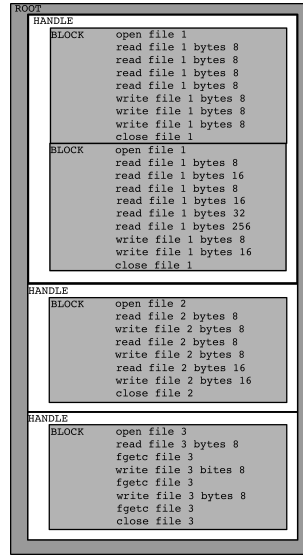 ROOT
HANDLE
BLOCK open file 1
read file 1 bytes 8
read file 1 bytes 8
read file 1 bytes 8
read file 1 bytes 8
write file 1 bytes 8
write file 1 bytes 8
write file 1 bytes 8
close file 1
BLOCK open file 1
read file 1 bytes 8
read file 1 bytes 16
read file 1 bytes 8
read file 1 bytes 16
read file 1 bytes 32
read file 1 bytes 256
write file 1 bytes 8
write file 1 bytes 16
close file 1
HANDLE
BLOCK open file 2
read file 2 bytes 8
write file 2 bytes 8
read file 2 bytes 8
write file 2 bytes 8
read file 2 bytes 16
write file 2 bytes 16
close file 2
HANDLE
BLOCK open file 3
read file 3 bytes 8
fgetc file 3
write file 3 bites 8
fgetc file 3
write file 3 bytes 8
fgetc file 3
close file 3